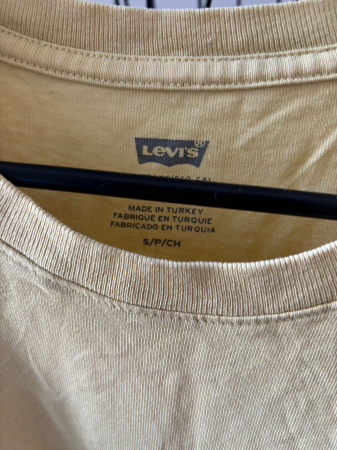 Levi's®
MADE IN TURKEY
FABRIQUE EN TURQUIE
FABRICADO EN TURQUIA
S/P/CH